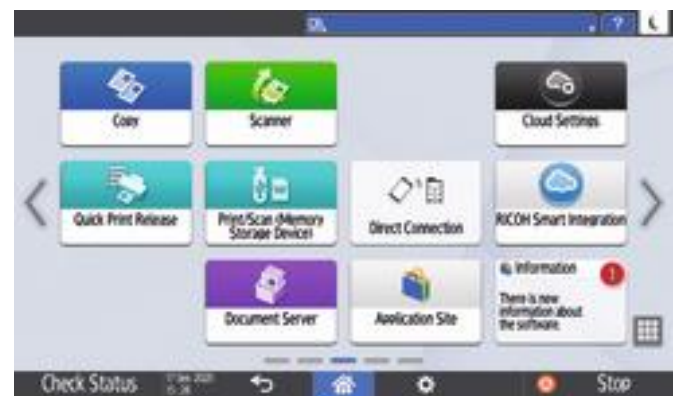 ?
Copy
Scanner
Cloud Settings
Quick Print Release
Print/Scan (Memory
Storage Device)
Direct Connection
RICOH Smart Integration
Document Server
Application Site
Information
There is new
information about
the software.
Check Status
Stop